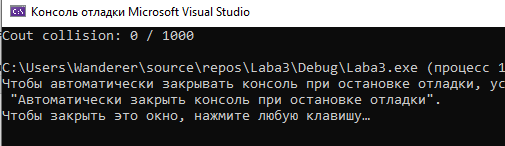 Консоль отладки Microsoft Visual Studio
Cout collision: 0 / 1000
C:\Users\Wanderer\source\repos\Laba3\Debug\Laba3.exe (процесс 1
Чтобы автоматически закрывать консоль при остановке отладки, ус
"Автоматически закрыть консоль при остановке отладки".
Чтобы закрыть это окно, нажмите любую клавишу…